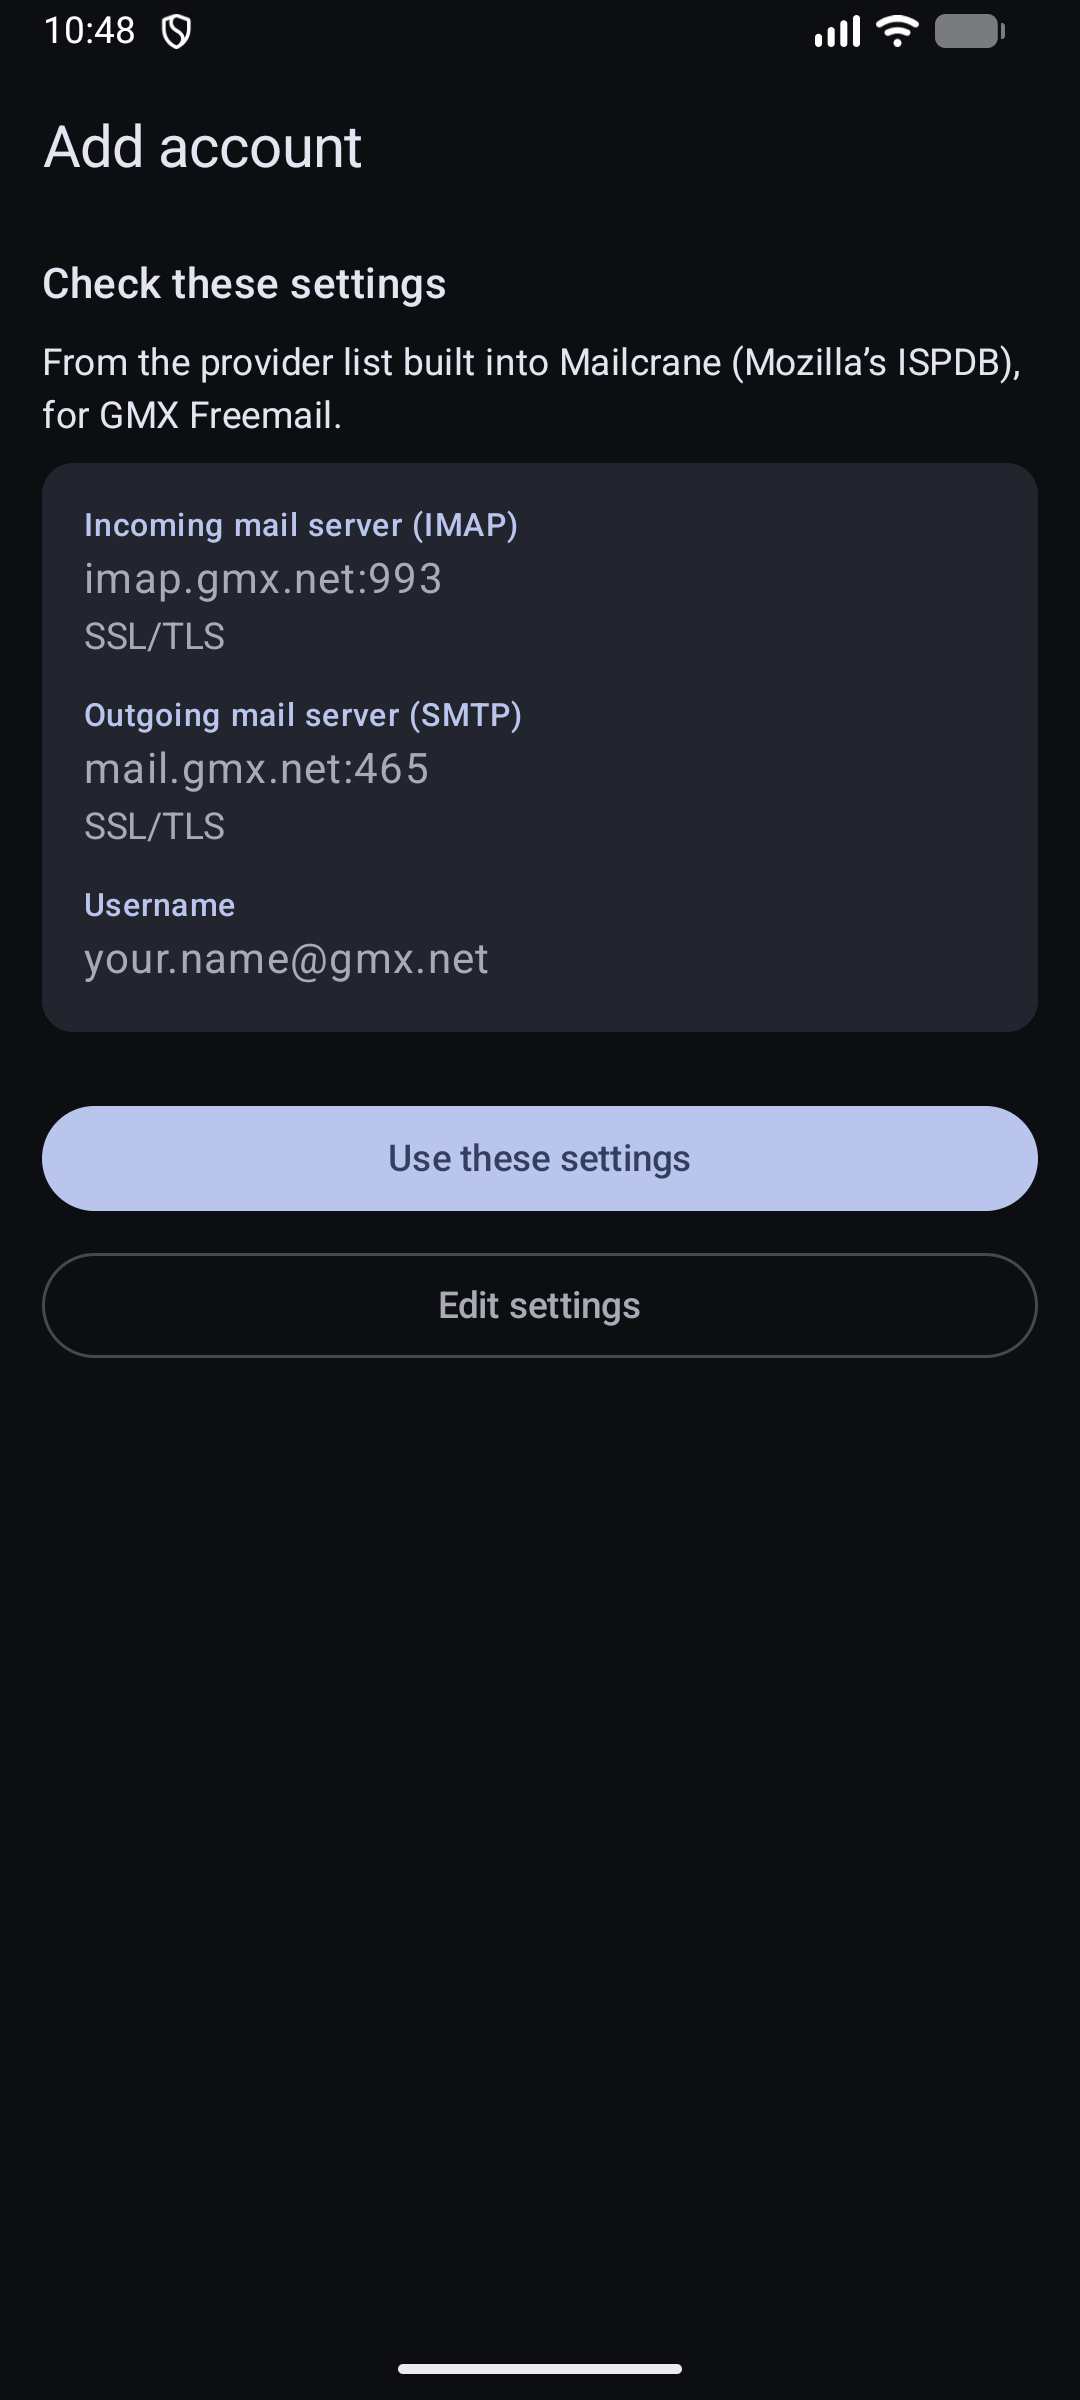 10:48
Add account
Check these settings
From the provider list built into Mailcrane (Mozilla’s ISPDB),
for GMX Freemail.
Incoming mail server (IMAP)
imap.gmx.net:993
SSL/TLS
Outgoing mail server (SMTP)
mail.gmx.net:465
SSL/TLS
Username
your.name@gmx.net
Use these settings
Edit settings